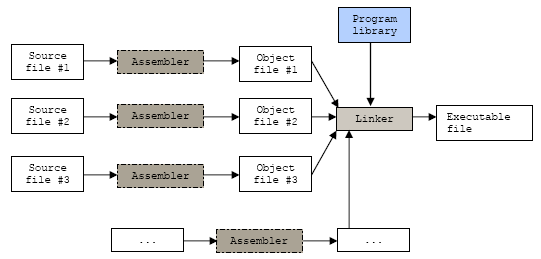 Program
library
Source
file #1
Assembler
Object
file #1
Source
file #2
Assembler
Object
file #2
Linker
Executable
file
Source
file #3
Assembler
Object
file #3
...
Assembler
...